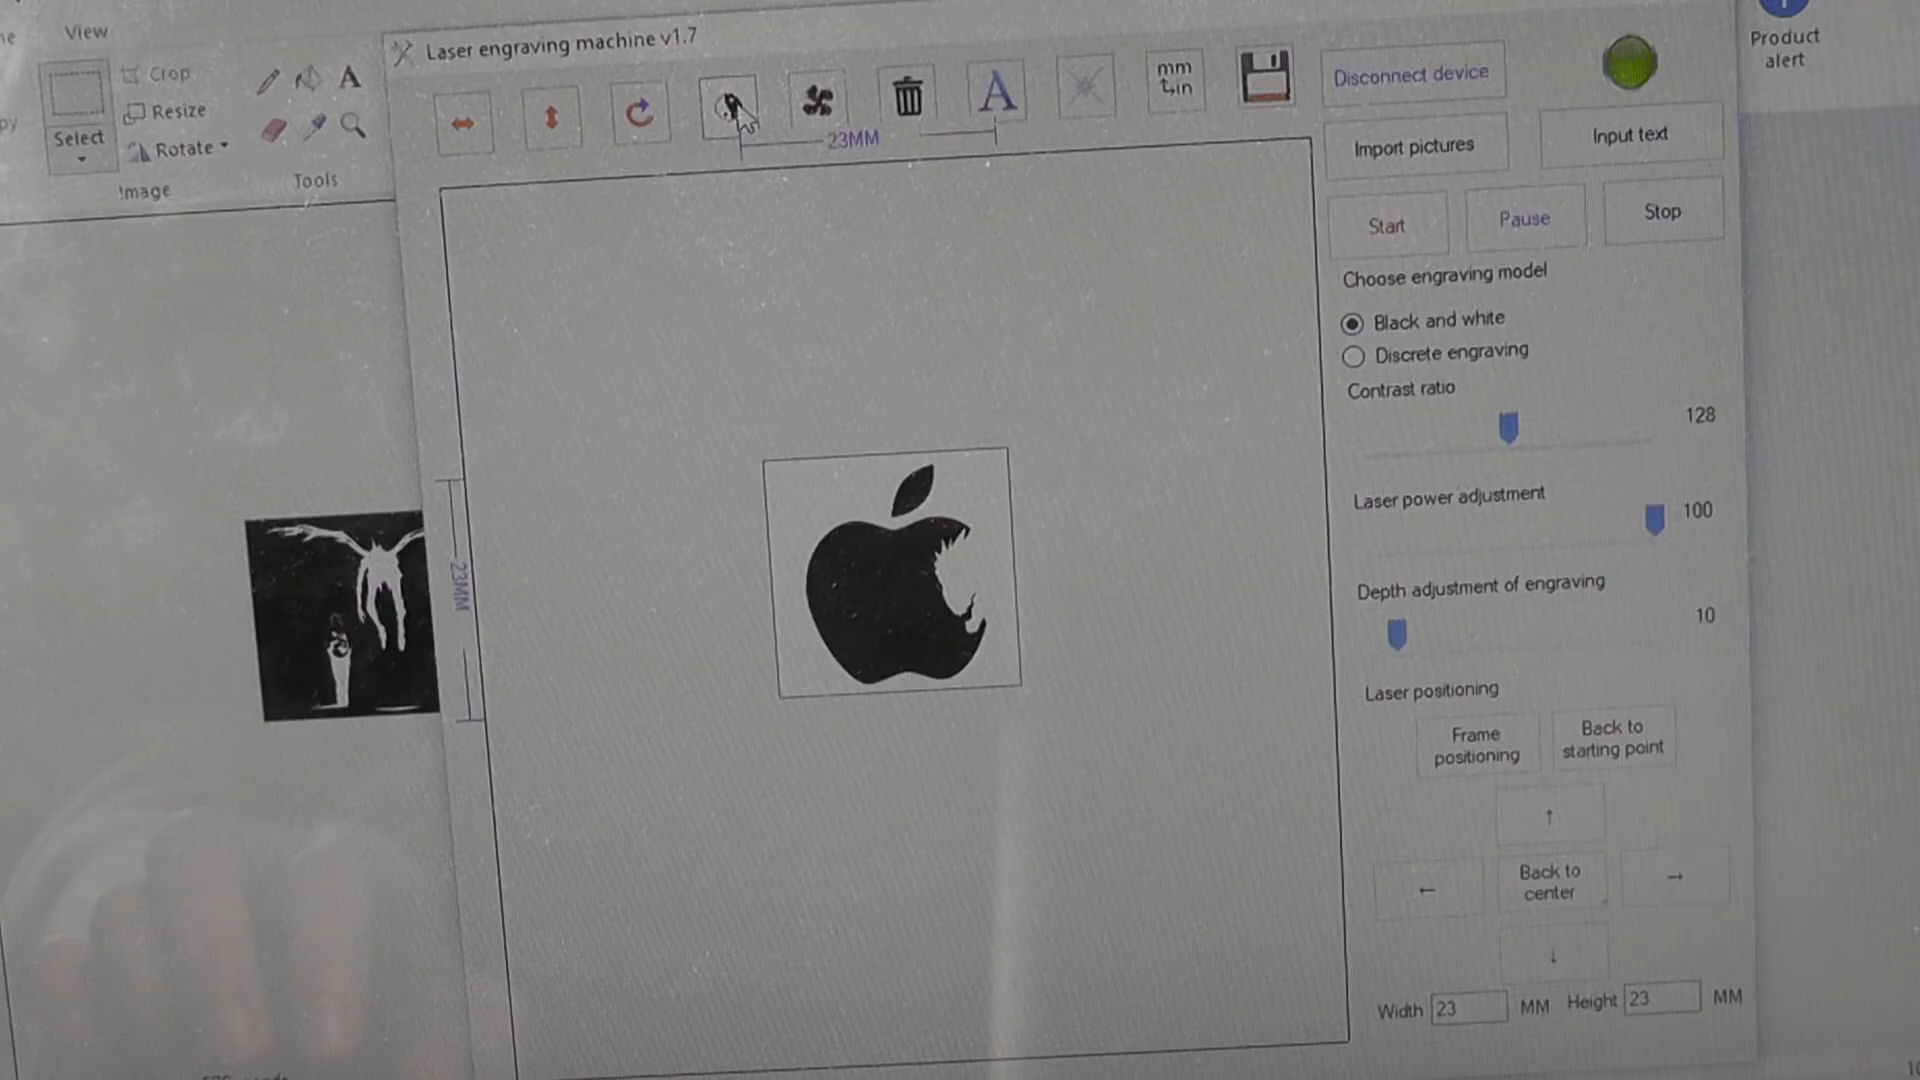 View
Crop
Resize
Select
Rotate
A
Image
Tools
Laser engraving machine v1.7
A
mm
in
23MM
23MM
Disconnect device
Product
alert
Import pictures
Input text
Start
Pause
Stop
Choose engraving model
Black and white
Discrete engraving
Contrast ratio
128
Laser power adjustment
100
Depth adjustment of engraving
10
Laser positioning
Frame
positioning
Back to
starting point
↑
←
Back to
center
→
↓
Width 23 MM Height 23 MM